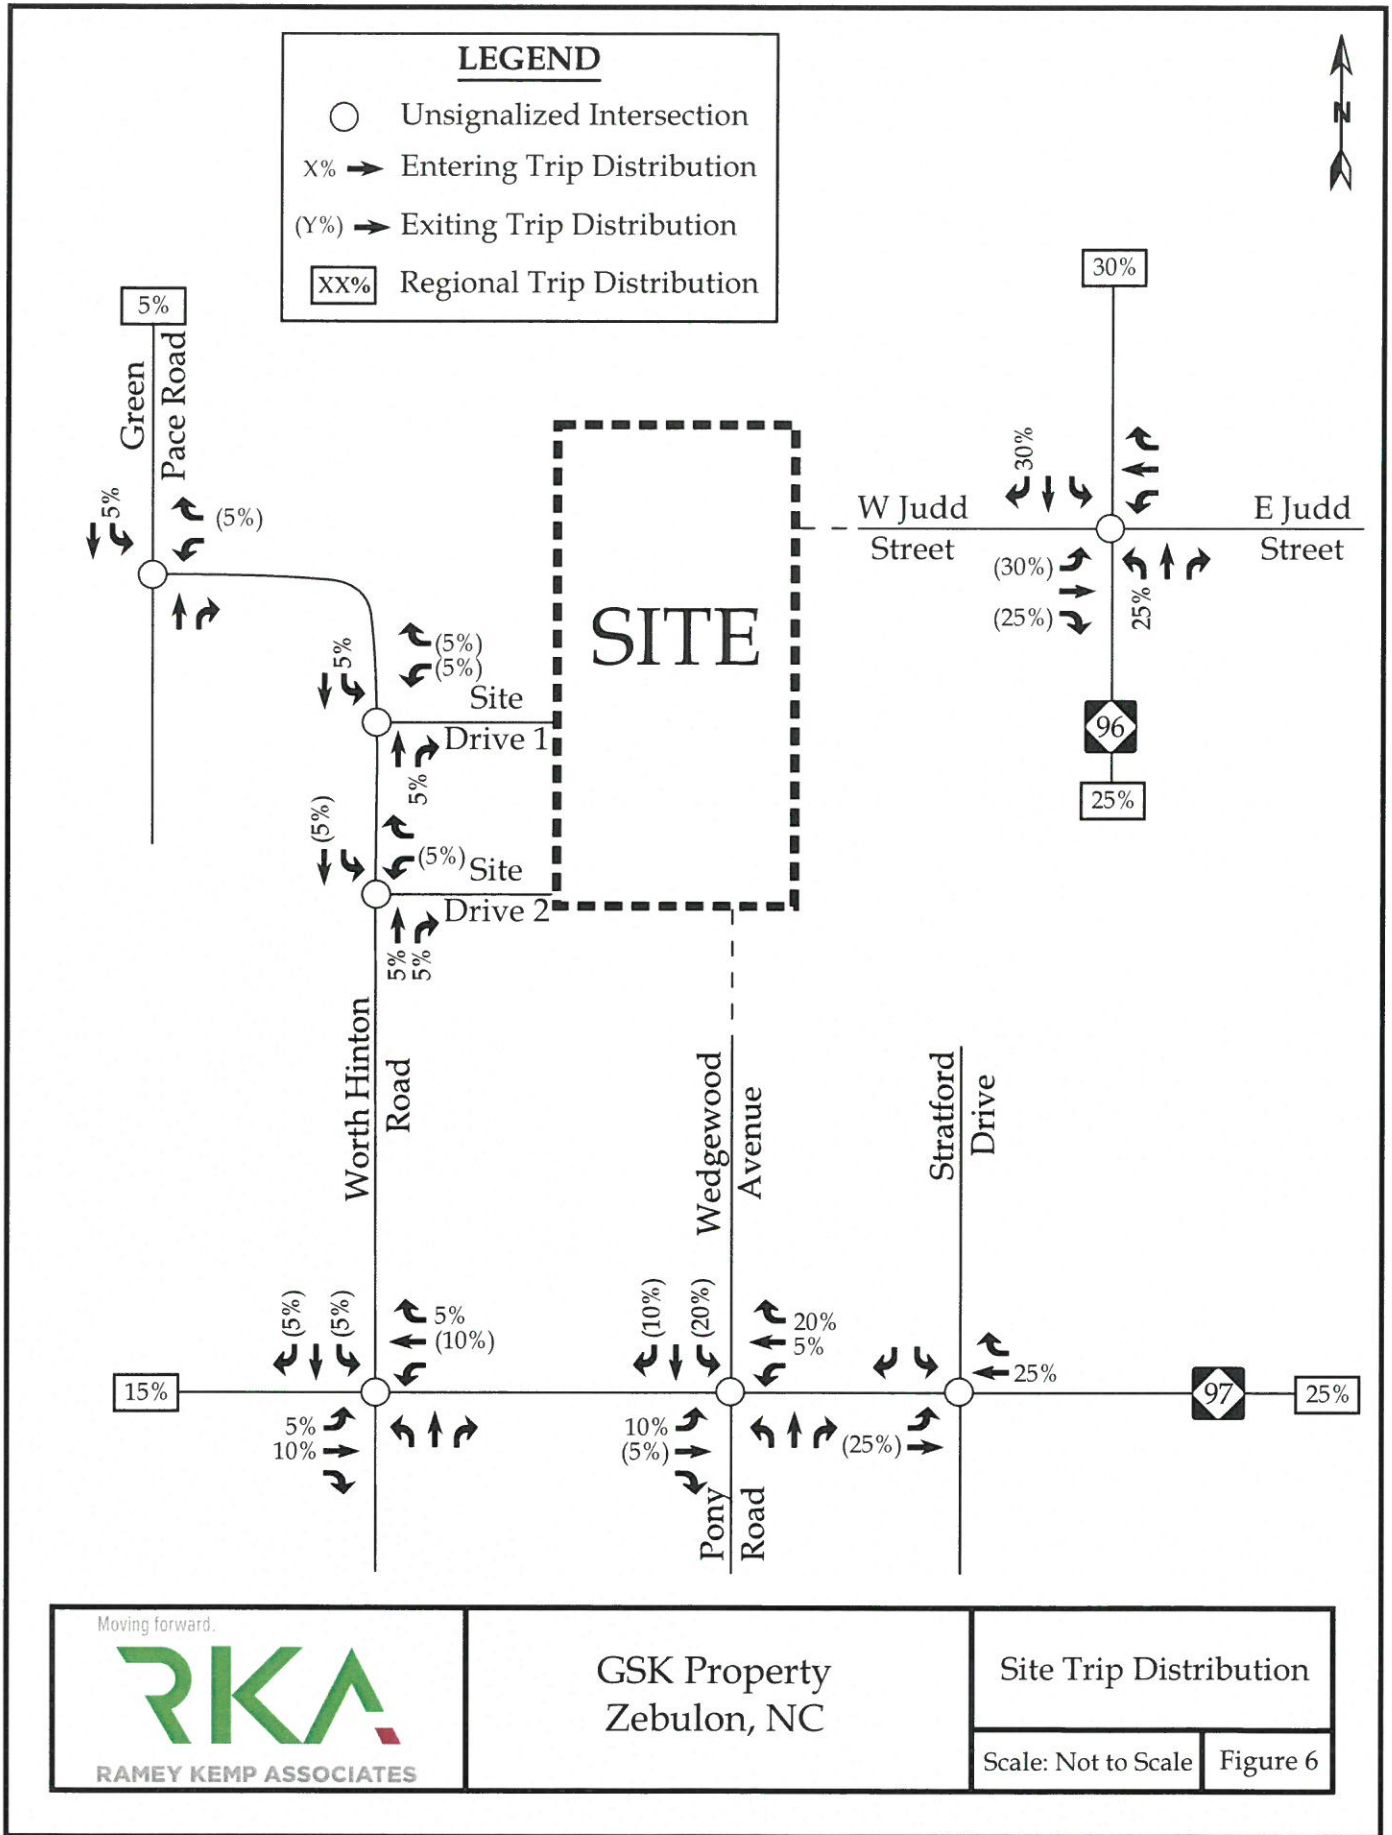 LEGEND
Unsignalized Intersection
X% Entering Trip Distribution
(Y%) Exiting Trip Distribution
XX% Regional Trip Distribution
N
5%
Green
Pace Road
5%
(5%)
30%
30%
W Judd
Street
E Judd
Street
(30%)
(25%)
25%
96
25%
SITE
5%
(5%)
(5%)
Site
Drive 1
5%
(5%)
(5%)
Site
Drive 2
5%
5%
Worth Hinton
Road
Wedgewood
Avenue
Stratford
Drive
(5%)
(5%)
5%
(10%)
15%
5%
10%
(10%)
(20%)
20%
5%
10%
(5%)
Pony
Road
25%
(25%)
97
25%
Moving forward.
RKA
RAMEY KEMP ASSOCIATES
GSK Property
Zebulon, NC
Site Trip Distribution
Scale: Not to Scale
Figure 6